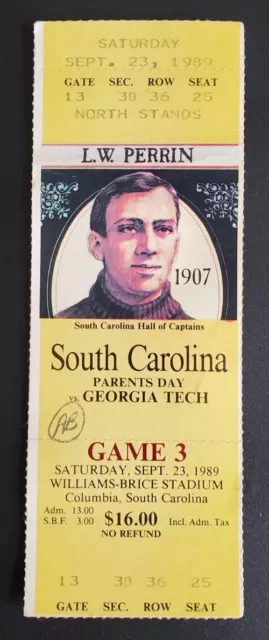 SATURDAY
SEPT. 23, 1989
GATE SEC. ROW SEAT
13 30 36 25
NORTH STANDS
L.W. PERRIN
1907
South Carolina Hall of Captains
South Carolina
PARENTS DAY
vs. GEORGIA TECH
AB
GAME 3
SATURDAY, SEPT. 23, 1989
WILLIAMS-BRICE STADIUM
Columbia, South Carolina
Adm. 13.00
S.B.F. 3.00 $16.00 Incl. Adm. Tax
NO REFUND
13 30 36 25
GATE SEC. ROW SEAT